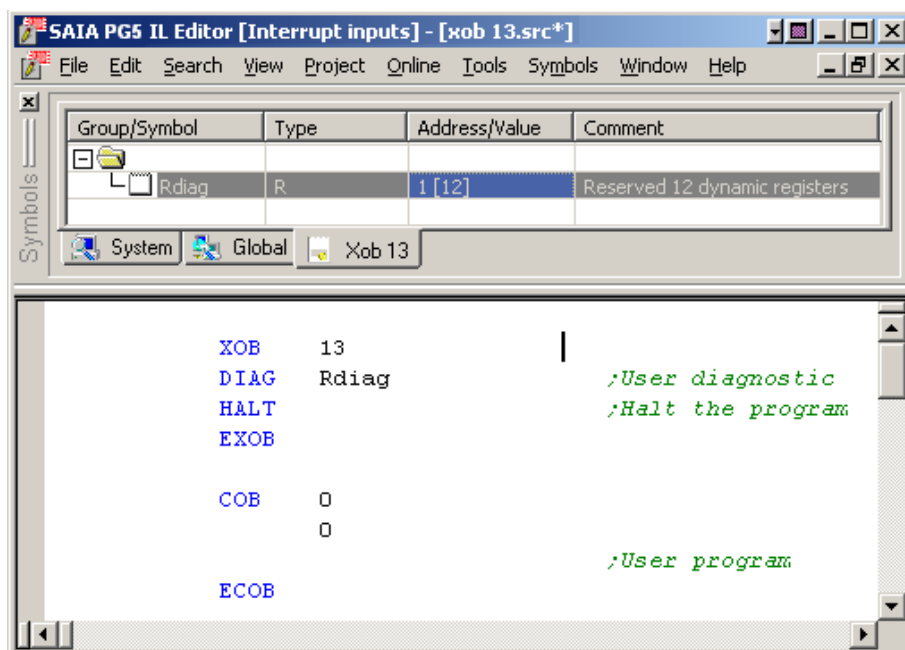 SAIA PG5 IL Editor [Interrupt inputs] - [xob 13.src*]
File Edit Search View Project Online Tools Symbols Window Help
Symbols
Group/Symbol Type Address/Value Comment
Rdiag R 1 [12] Reserved 12 dynamic registers
System Global Xob 13
XOB 13
DIAG Rdiag ;User diagnostic
HALT ;Halt the program
EXOB
COB 0
0
;User program
ECOB